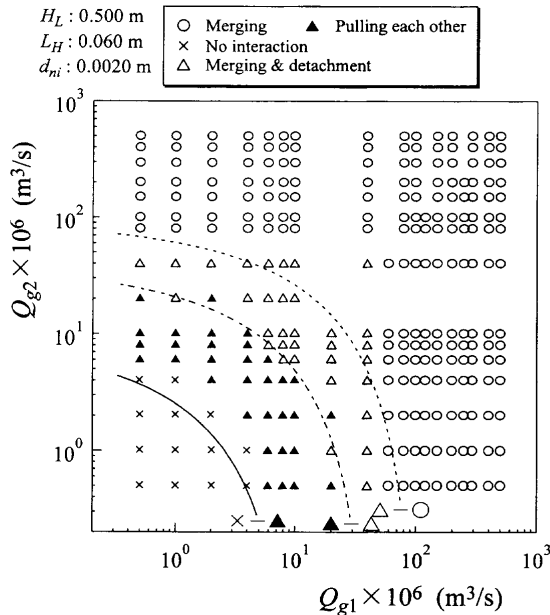 H_L : 0.500 m
L_H : 0.060 m
d_ni : 0.0020 m
○ Merging ▲ Pulling each other
× No interaction
△ Merging & detachment
10^3
10^2
10^1
10^0
Q_g2 × 10^6 (m^3/s)
× — ▲
▲ — △
△ — ○
10^0 10^1 10^2 10^3
Q_g1 × 10^6 (m^3/s)